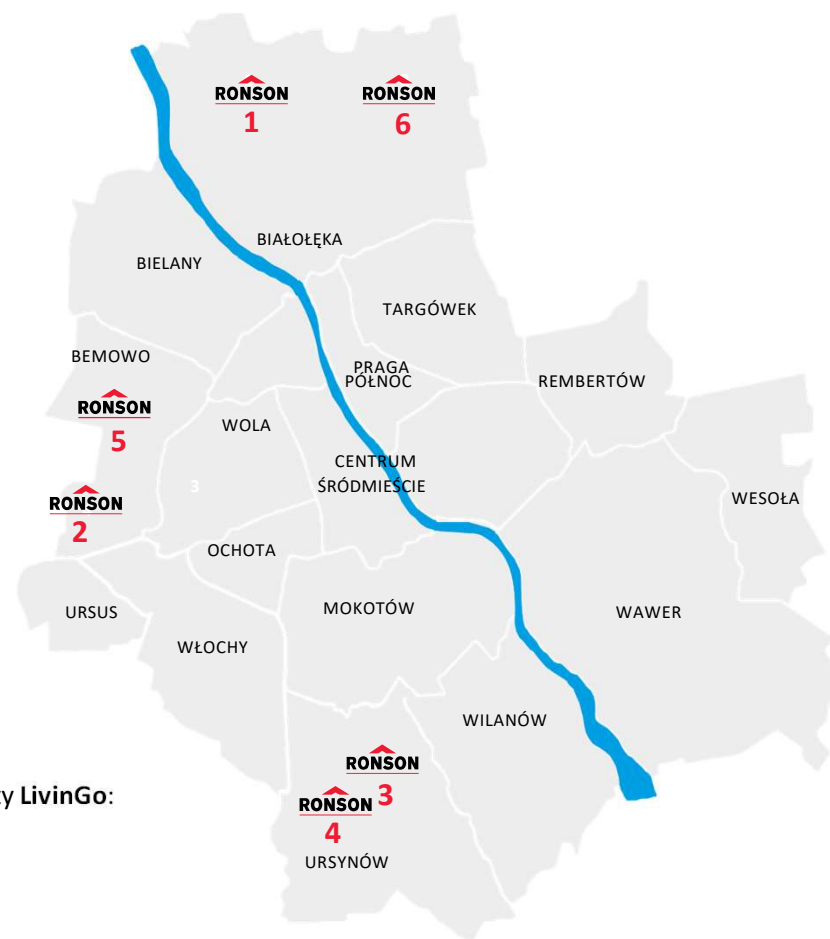 RONSON
1
RONSON
6
BIAŁOŁĘKA
BIELANY
TARGÓWEK
BEMOWO
PRAGA
PÓŁNOC
REMBERTÓW
RONSON
5
WOLA
CENTRUM
ŚRÓDMIEŚCIE
3
RONSON
2
WESOŁA
OCHOTA
URSUS
MOKOTÓW
WAWER
WŁOCHY
WILANÓW
RONSON
3
RONSON
4
y LivinGo:
URSYNÓW